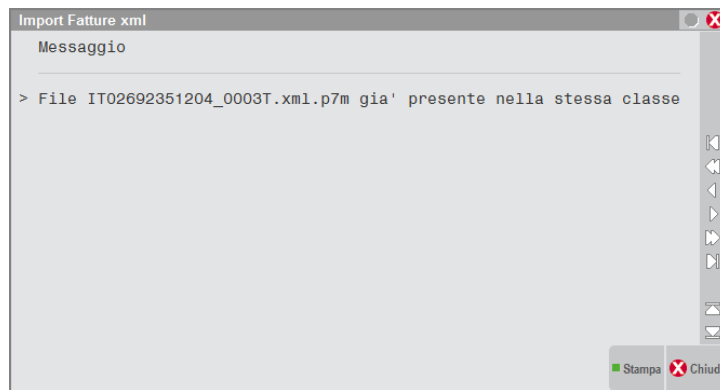 Import Fatture xml
Messaggio
> File IT02692351204_0003T.xml.p7m gia' presente nella stessa classe
Stampa
Chiud